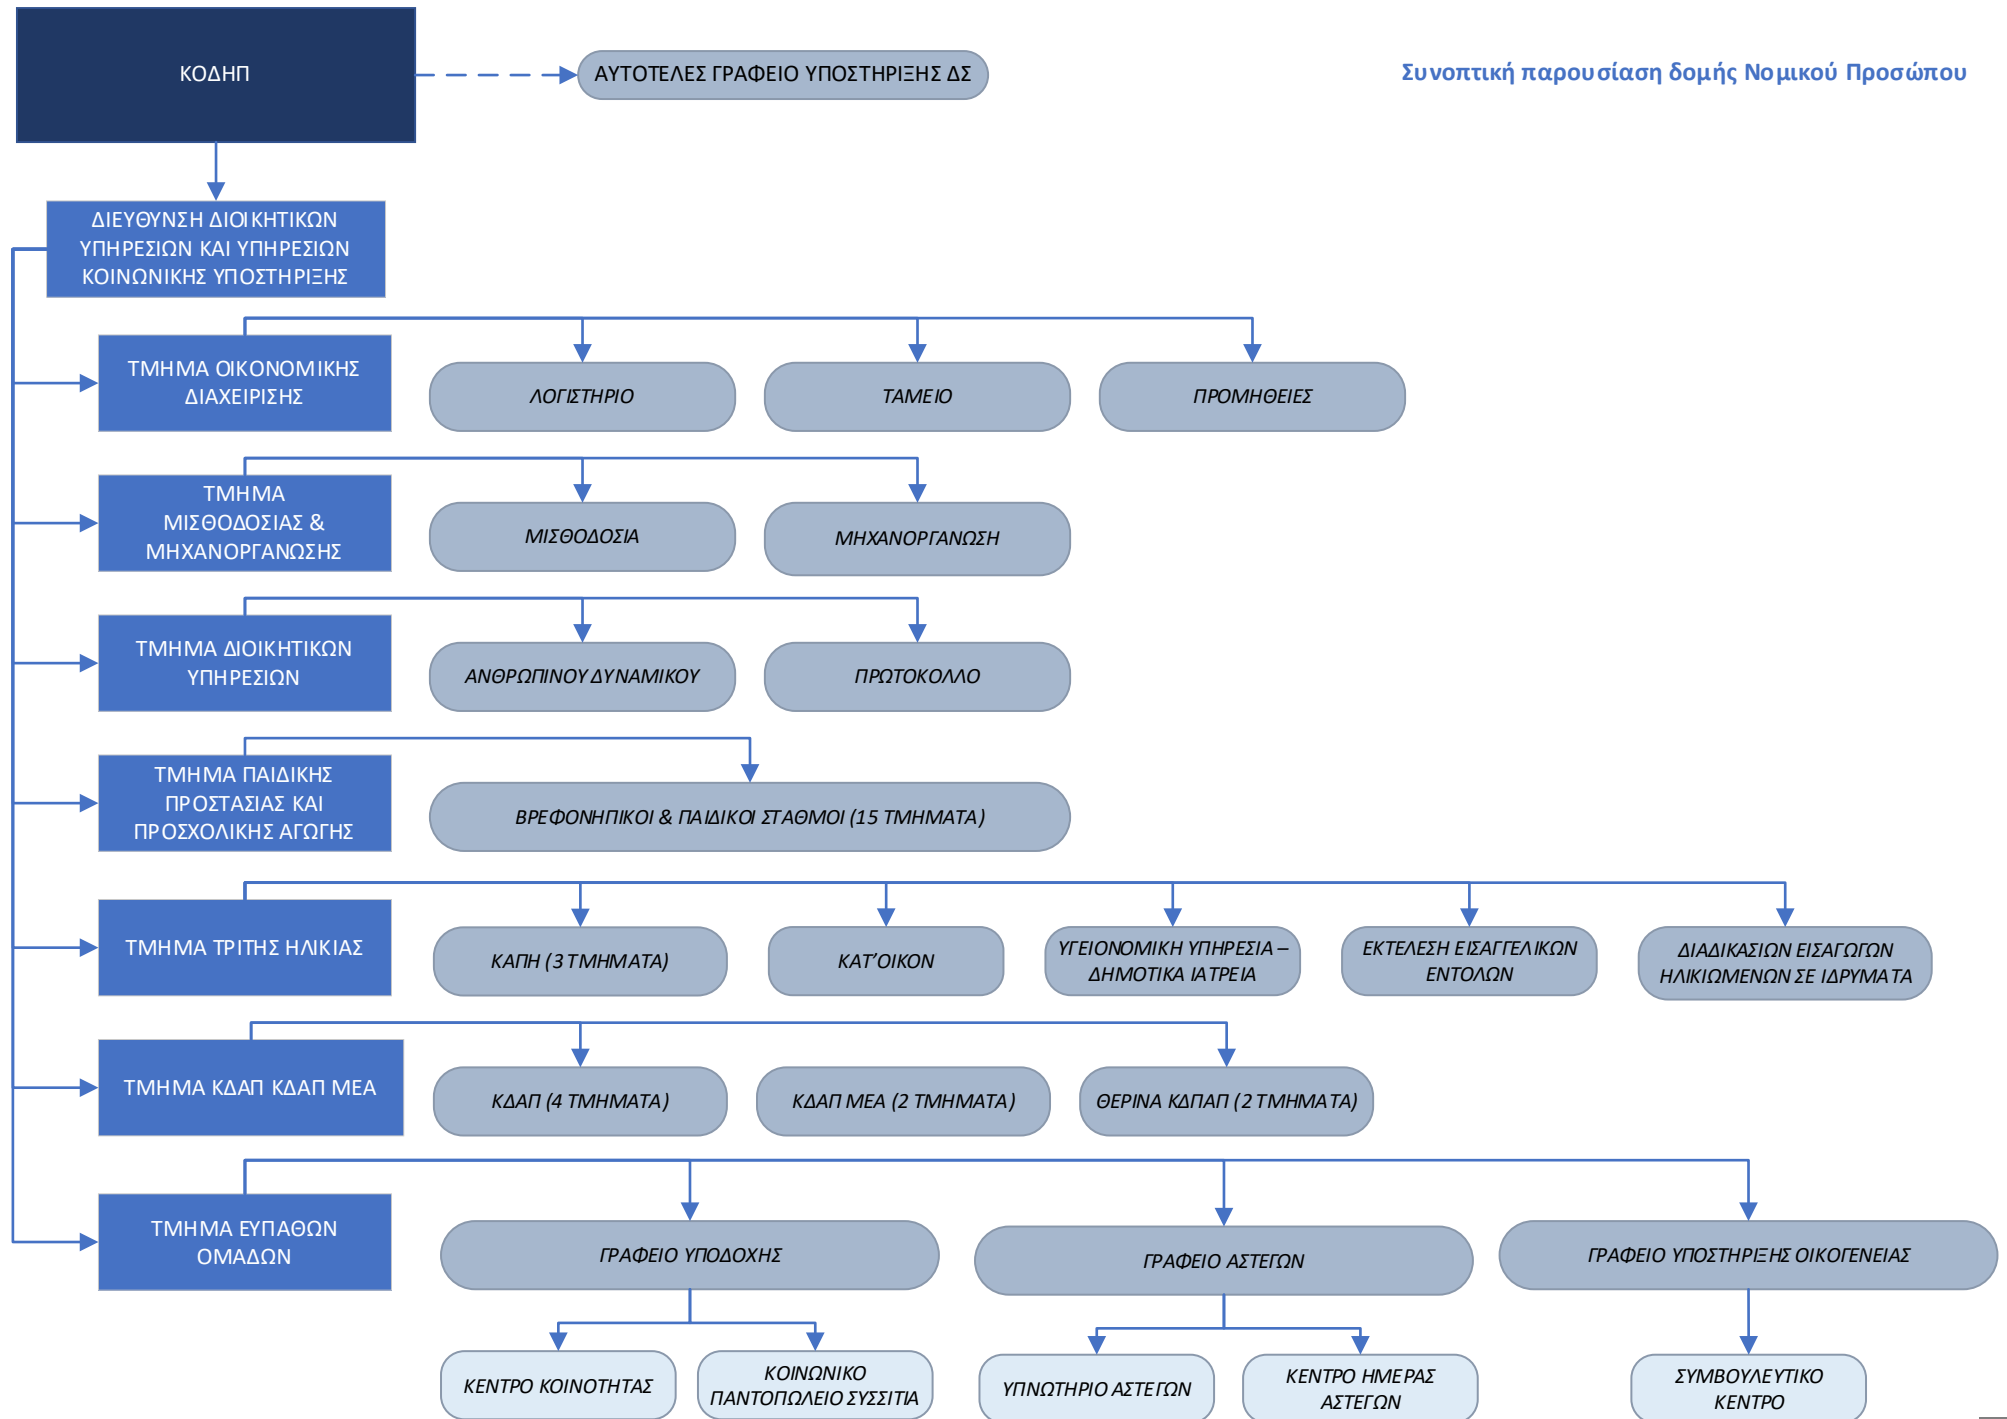 ΚΟΔΗΠ
ΑΥΤΟΤΕΛΕΣ ΓΡΑΦΕΙΟ ΥΠΟΣΤΗΡΙΞΗΣ ΔΣ
Συνοπτική παρουσίαση δομής Νομικού Προσώπου
ΔΙΕΥΘΥΝΣΗ ΔΙΟΙΚΗΤΙΚΩΝ
ΥΠΗΡΕΣΙΩΝ ΚΑΙ ΥΠΗΡΕΣΙΩΝ
ΚΟΙΝΩΝΙΚΗΣ ΥΠΟΣΤΗΡΙΞΗΣ
ΤΜΗΜΑ ΟΙΚΟΝΟΜΙΚΗΣ
ΔΙΑΧΕΙΡΙΣΗΣ
ΛΟΓΙΣΤΗΡΙΟ
ΤΑΜΕΙΟ
ΠΡΟΜΗΘΕΙΕΣ
ΤΜΗΜΑ
ΜΙΣΘΟΔΟΣΙΑΣ &
ΜΗΧΑΝΟΡΓΑΝΩΣΗΣ
ΜΙΣΘΟΔΟΣΙΑ
ΜΗΧΑΝΟΡΓΑΝΩΣΗ
ΤΜΗΜΑ ΔΙΟΙΚΗΤΙΚΩΝ
ΥΠΗΡΕΣΙΩΝ
ΑΝΘΡΩΠΙΝΟΥ ΔΥΝΑΜΙΚΟΥ
ΠΡΩΤΟΚΟΛΛΟ
ΤΜΗΜΑ ΠΑΙΔΙΚΗΣ
ΠΡΟΣΤΑΣΙΑΣ ΚΑΙ
ΠΡΟΣΧΟΛΙΚΗΣ ΑΓΩΓΗΣ
ΒΡΕΦΟΝΗΠΙΚΟΙ & ΠΑΙΔΙΚΟΙ ΣΤΑΘΜΟΙ (15 ΤΜΗΜΑΤΑ)
ΤΜΗΜΑ ΤΡΙΤΗΣ ΗΛΙΚΙΑΣ
ΚΑΠΗ (3 ΤΜΗΜΑΤΑ)
ΚΑΤ'ΟΙΚΟΝ
ΥΓΕΙΟΝΟΜΙΚΗ ΥΠΗΡΕΣΙΑ –
ΔΗΜΟΤΙΚΑ ΙΑΤΡΕΙΑ
ΕΚΤΕΛΕΣΗ ΕΙΣΑΓΓΕΛΙΚΩΝ
ΕΝΤΟΛΩΝ
ΔΙΑΔΙΚΑΣΙΩΝ ΕΙΣΑΓΩΓΩΝ
ΗΛΙΚΙΩΜΕΝΩΝ ΣΕ ΙΔΡΥΜΑΤΑ
ΤΜΗΜΑ ΚΔΑΠ ΚΔΑΠ ΜΕΑ
ΚΔΑΠ (4 ΤΜΗΜΑΤΑ)
ΚΔΑΠ ΜΕΑ (2 ΤΜΗΜΑΤΑ)
ΘΕΡΙΝΑ ΚΔΠΑΠ (2 ΤΜΗΜΑΤΑ)
ΤΜΗΜΑ ΕΥΠΑΘΩΝ
ΟΜΑΔΩΝ
ΓΡΑΦΕΙΟ ΥΠΟΔΟΧΗΣ
ΓΡΑΦΕΙΟ ΑΣΤΕΓΩΝ
ΓΡΑΦΕΙΟ ΥΠΟΣΤΗΡΙΞΗΣ ΟΙΚΟΓΕΝΕΙΑΣ
ΚΕΝΤΡΟ ΚΟΙΝΟΤΗΤΑΣ
ΚΟΙΝΩΝΙΚΟ
ΠΑΝΤΟΠΩΛΕΙΟ ΣΥΣΣΙΤΙΑ
ΥΠΝΩΤΗΡΙΟ ΑΣΤΕΓΩΝ
ΚΕΝΤΡΟ ΗΜΕΡΑΣ
ΑΣΤΕΓΩΝ
ΣΥΜΒΟΥΛΕΥΤΙΚΟ
ΚΕΝΤΡΟ